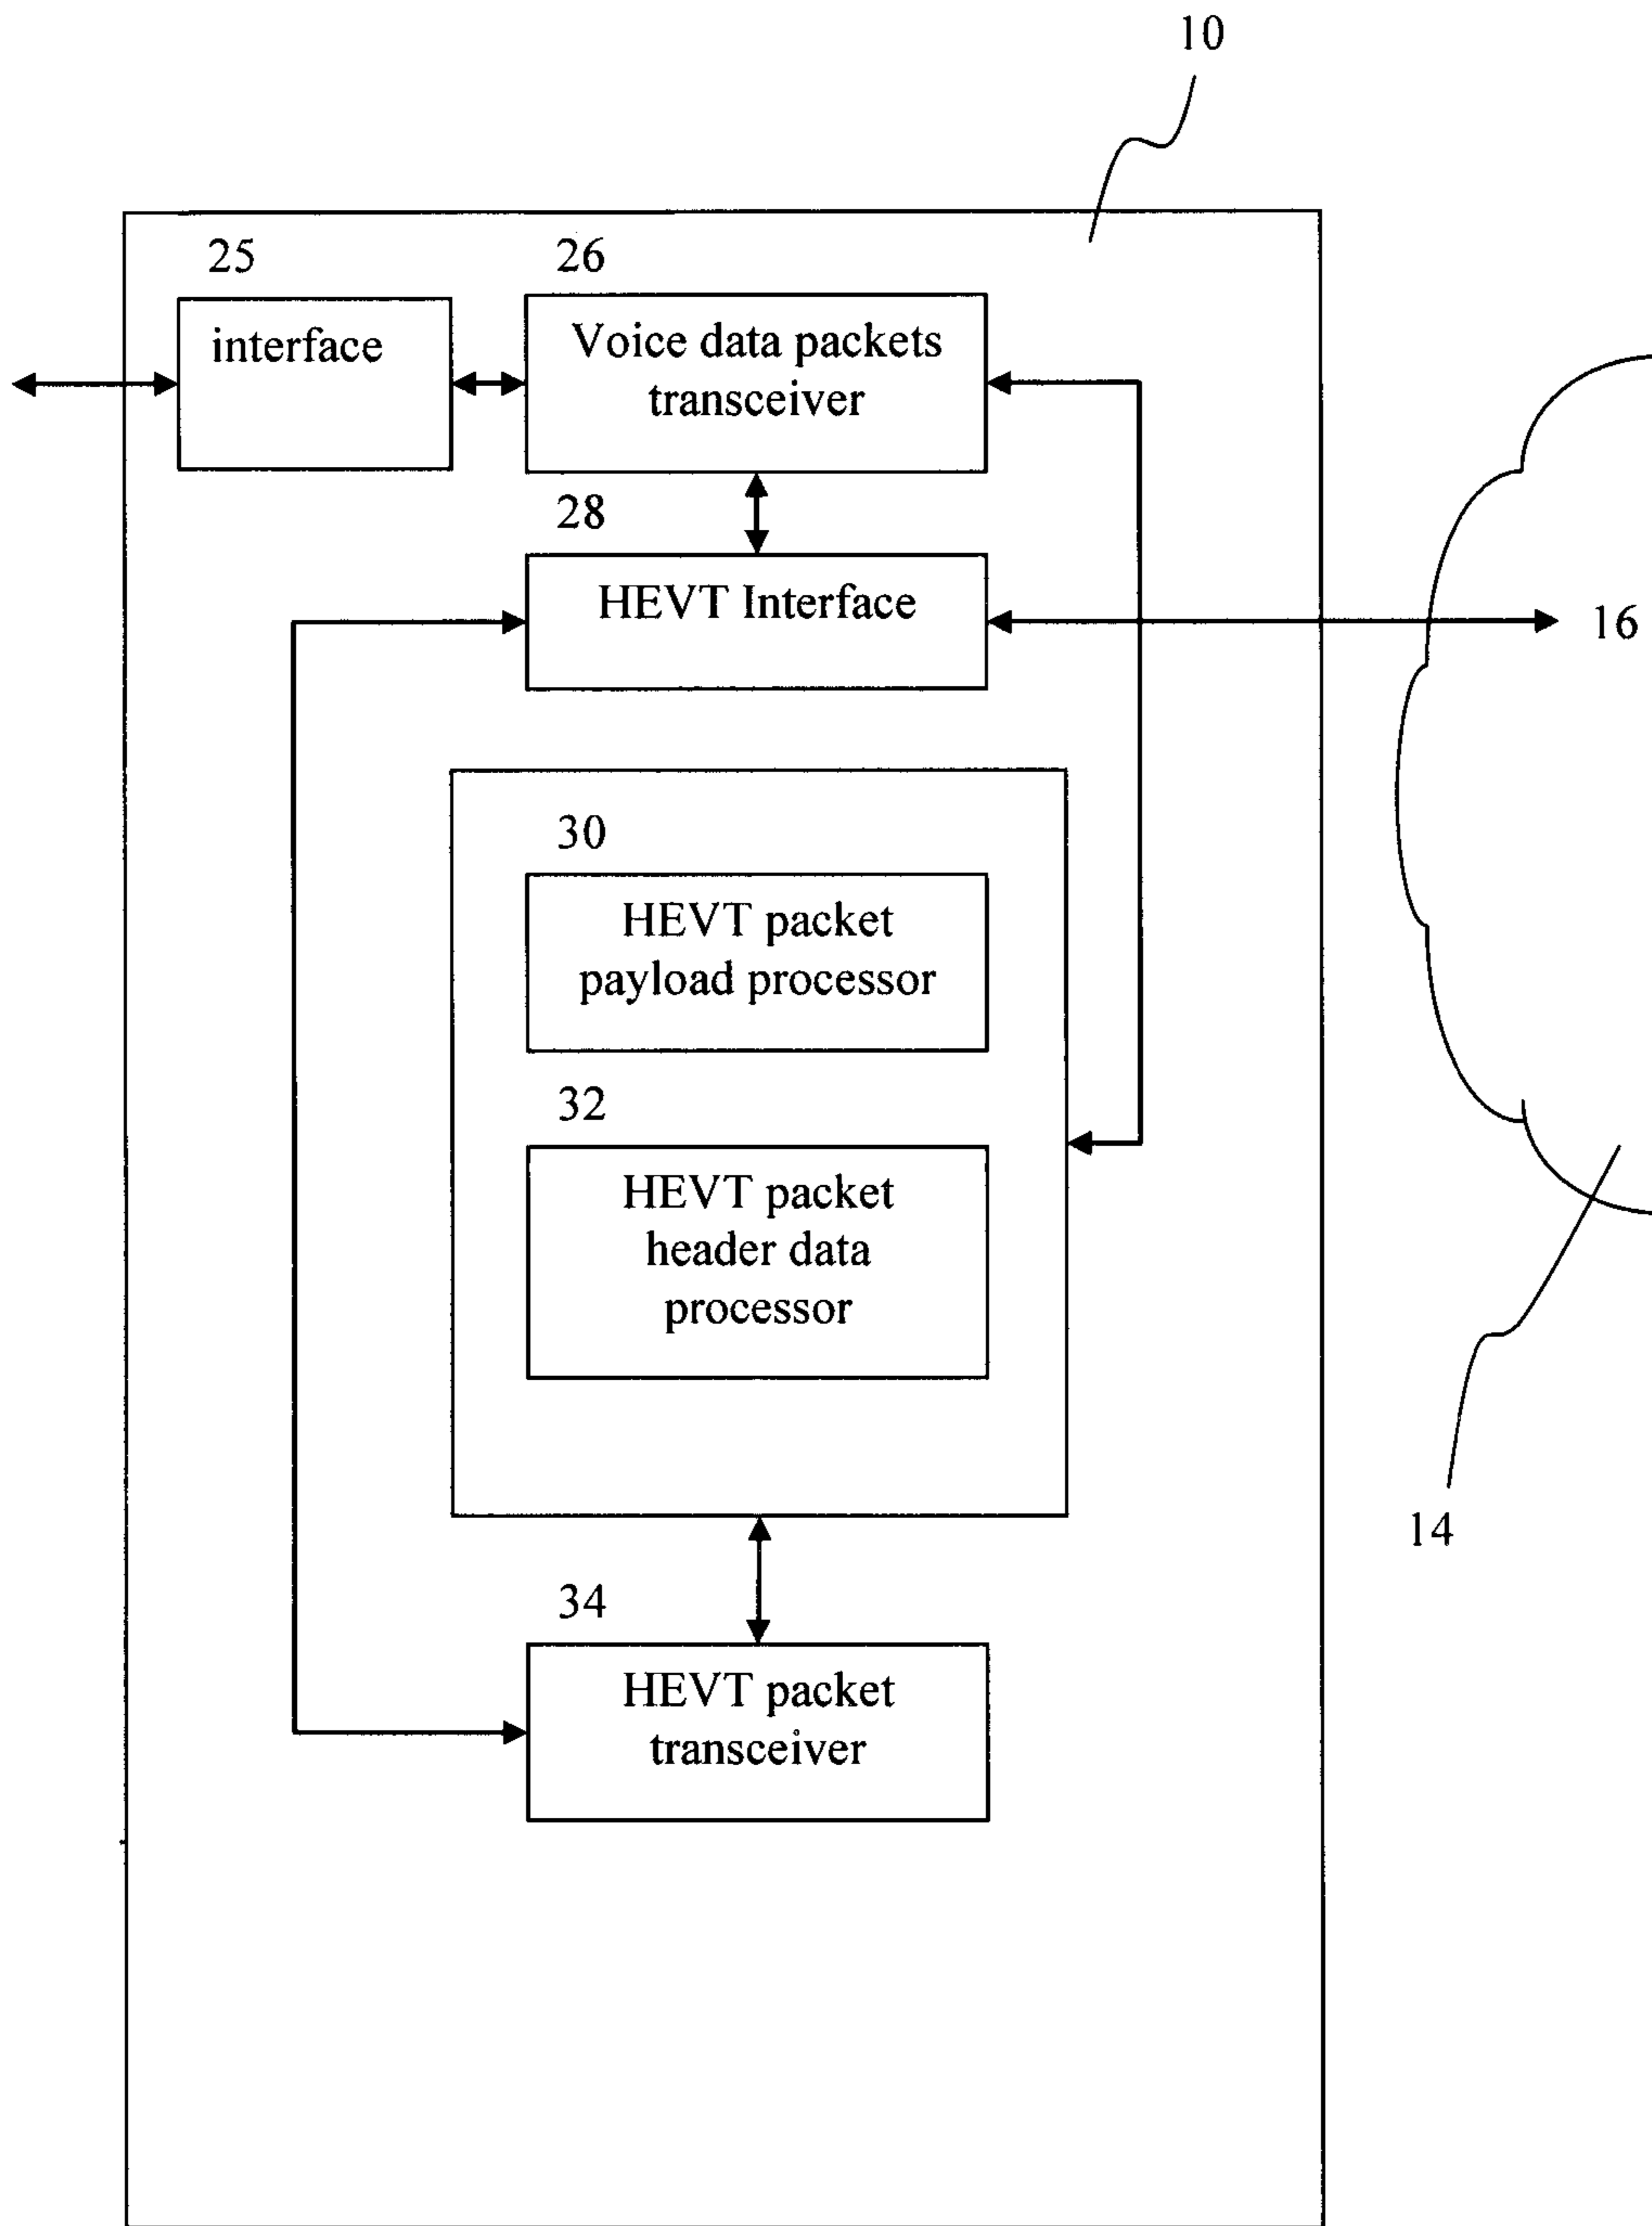 10
25
26
interface
Voice data packets
transceiver
28
HEVT Interface
16
30
HEVT packet
payload processor
32
HEVT packet
header data
processor
14
34
HEVT packet
transceiver